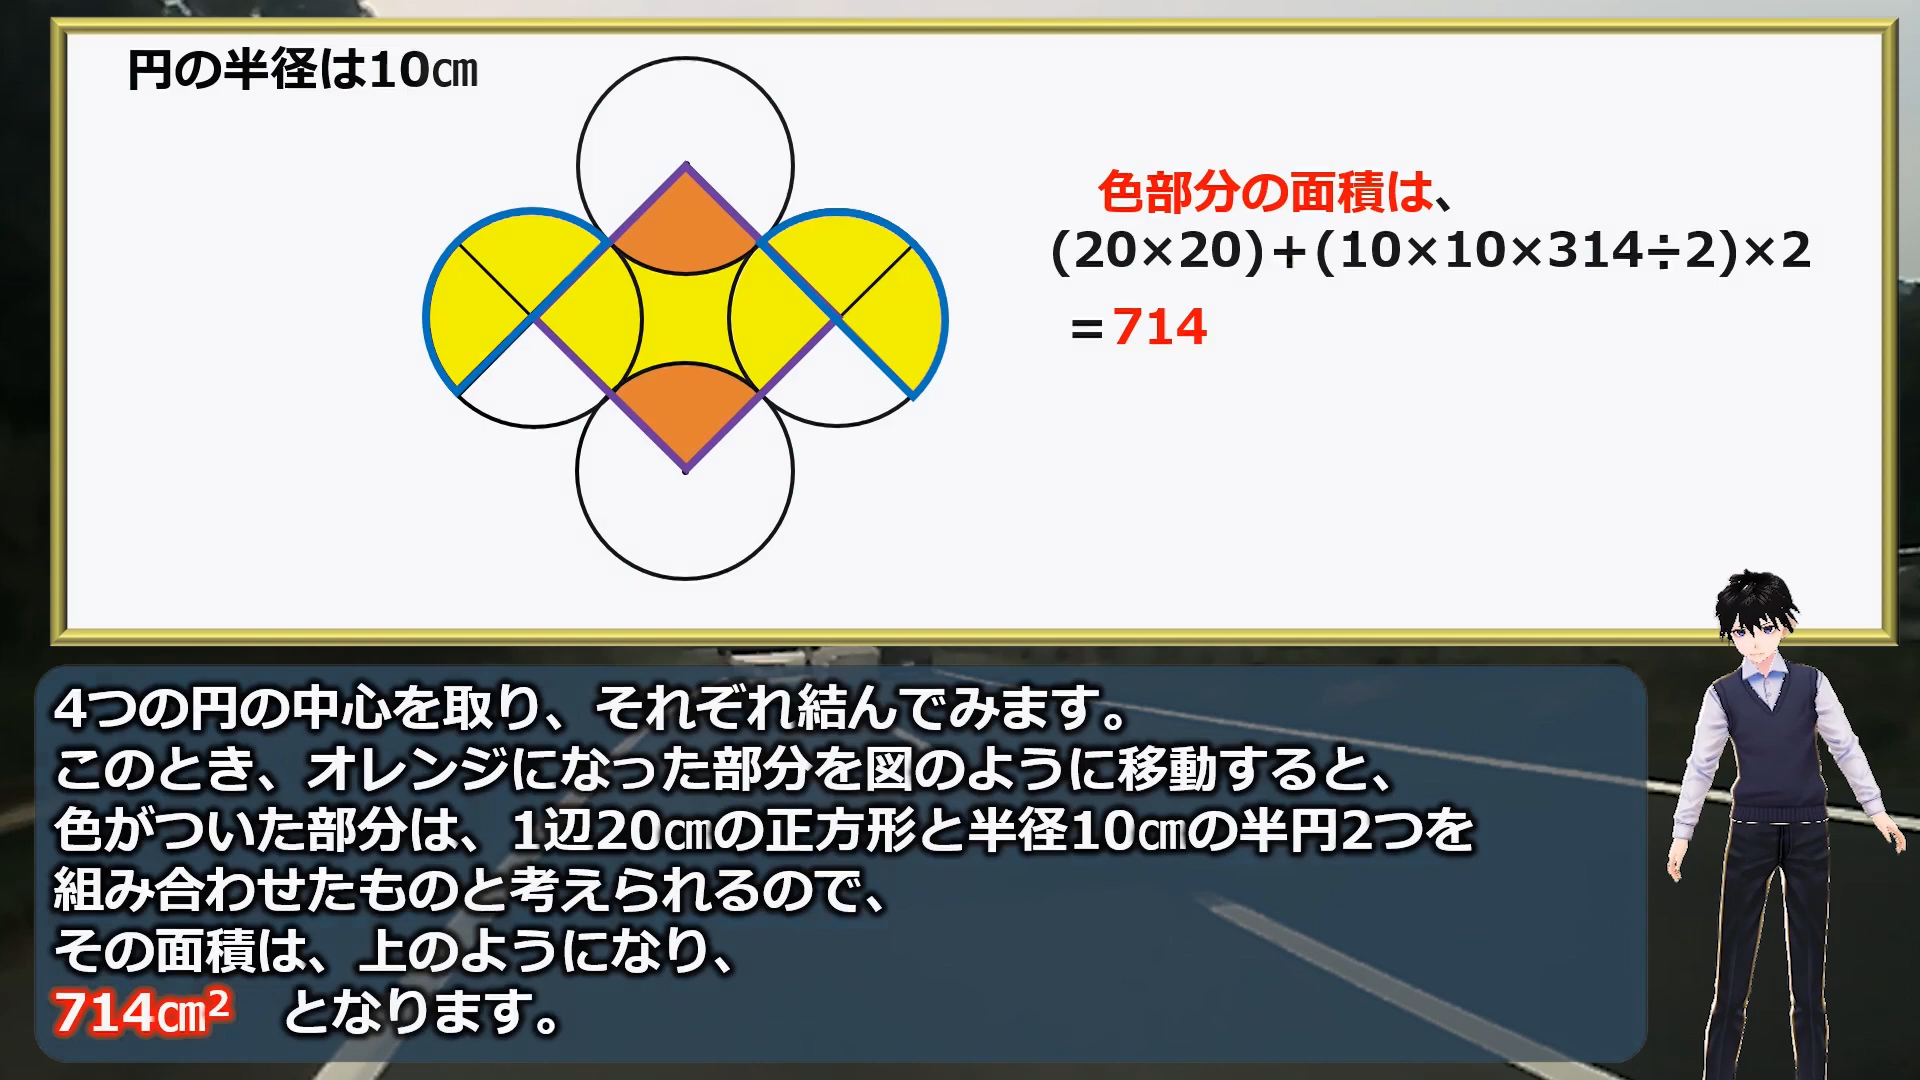 円の半径は10㎝
色部分の面積は、
(20×20)＋(10×10×314÷2)×2
＝714
4つの円の中心を取り、それぞれ結んでみます。
このとき、オレンジになった部分を図のように移動すると、
色がついた部分は、1辺20㎝の正方形と半径10㎝の半円2つを
組み合わせたものと考えられるので、
その面積は、上のようになり、
714㎝²　となります。